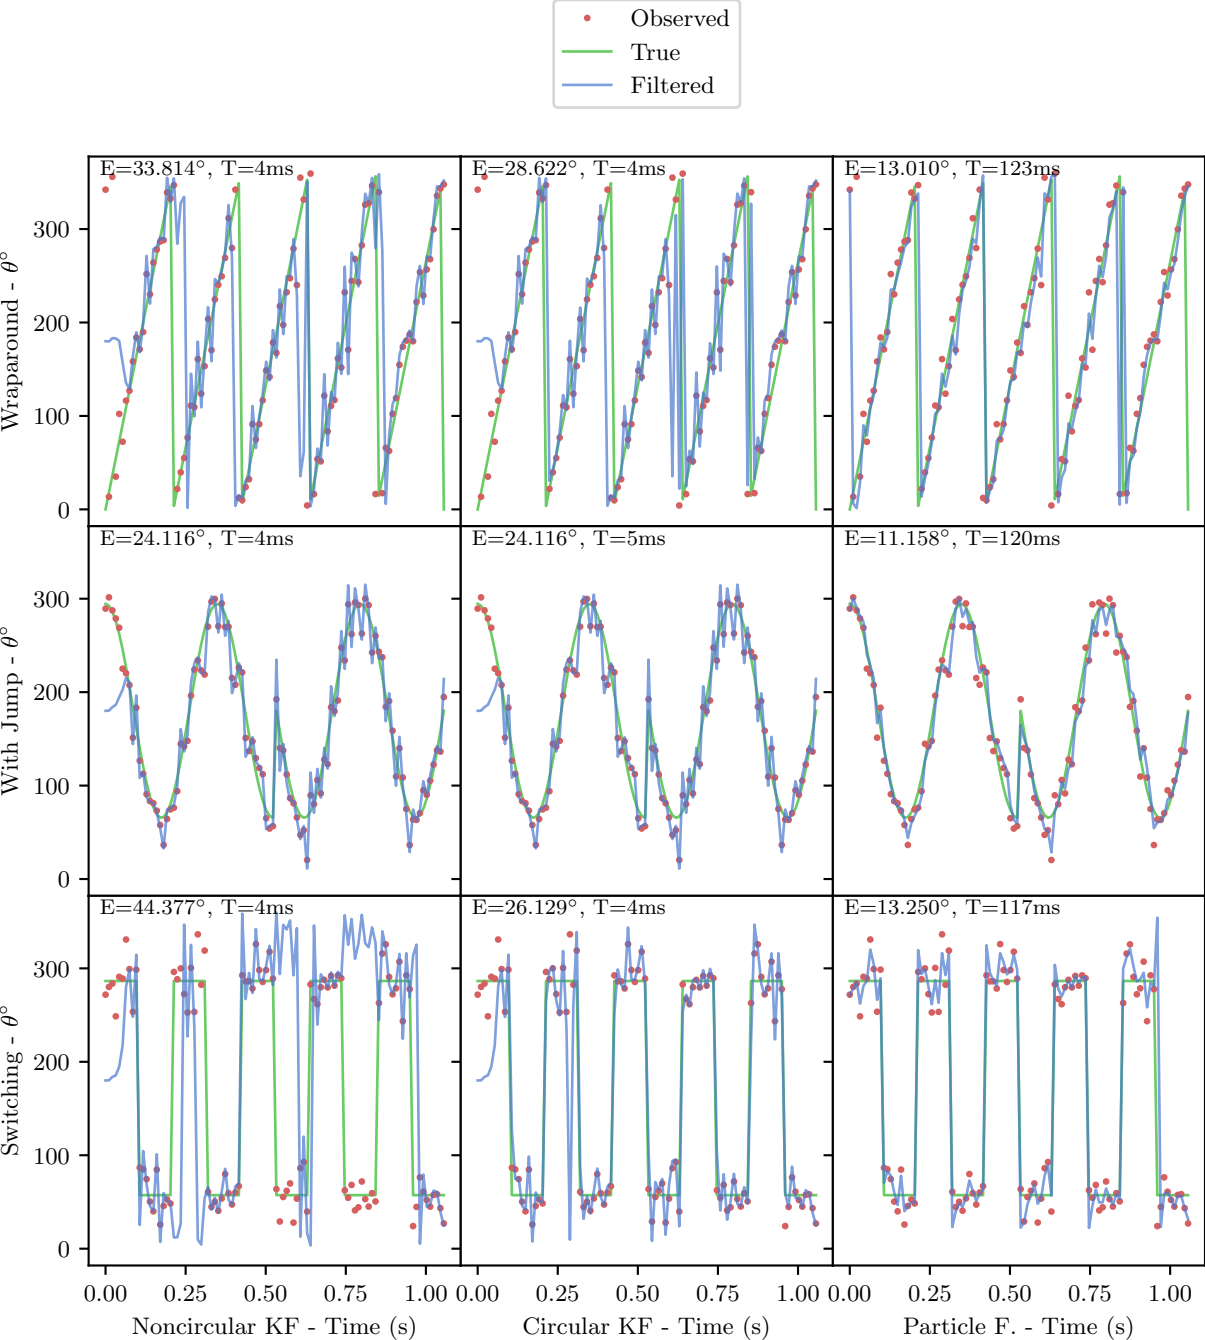 Observed
True
Filtered
E=33.814°, T=4ms
E=28.622°, T=4ms
E=13.010°, T=123ms
300
200
100
0
Wraparound - θ°
E=24.116°, T=4ms
E=24.116°, T=5ms
E=11.158°, T=120ms
300
200
100
0
With Jump - θ°
E=44.377°, T=4ms
E=26.129°, T=4ms
E=13.250°, T=117ms
300
200
100
0
Switching - θ°
0.00 0.25 0.50 0.75 1.00
0.00 0.25 0.50 0.75 1.00
0.00 0.25 0.50 0.75 1.00
Noncircular KF - Time (s)
Circular KF - Time (s)
Particle F. - Time (s)